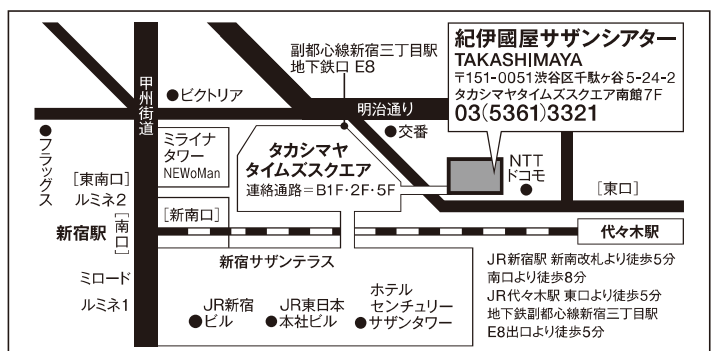 副都心線新宿三丁目駅
地下鉄口 E8
紀伊國屋サザンシアター
TAKASHIMAYA
〒151-0051渋谷区千駄ヶ谷5-24-2
タカシマヤタイムズスクエア南館7F
03(5361)3321
甲州街道
●ビクトリア
明治通り
●交番
●フラッグス
ミライナ
タワー
NEWoMan
タカシマヤ
タイムズスクエア
連絡通路=B1F・2F・5F
NTT
ドコモ
[東口]
[東南口]
ルミネ2
[南口]
[新南口]
新宿駅
代々木駅
新宿サザンテラス
ミロード
ルミネ1
JR新宿
ビル
JR東日本
本社ビル
ホテル
センチュリー
サザンタワー
JR新宿駅 新南改札より徒歩5分
南口より徒歩8分
JR代々木駅 東口より徒歩5分
地下鉄副都心線新宿三丁目駅
E8出口より徒歩5分